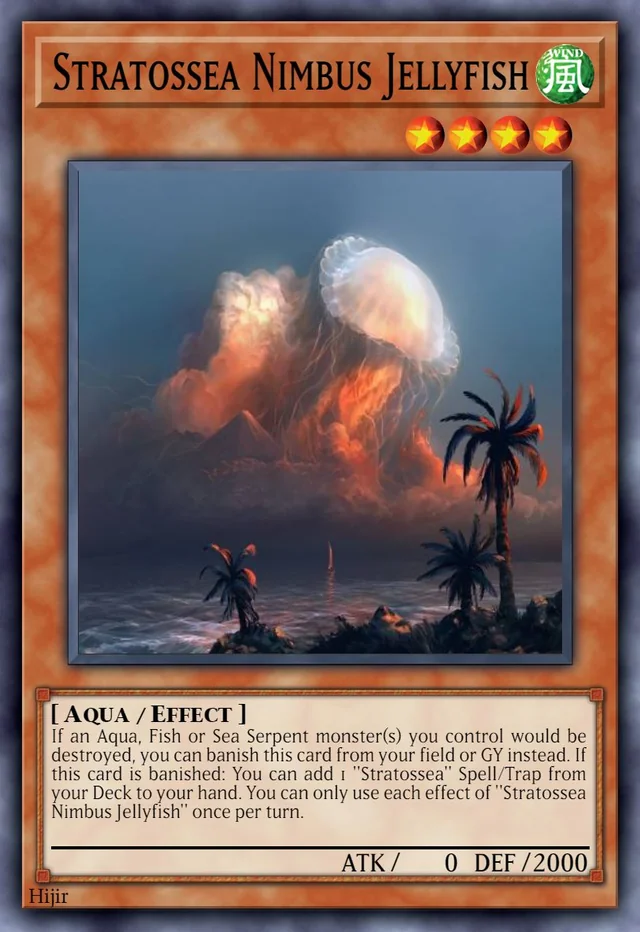 Stratossea Nimbus Jellyfish
WIND
風
[ Aqua / Effect ]
If an Aqua, Fish or Sea Serpent monster(s) you control would be
destroyed, you can banish this card from your field or GY instead. If
this card is banished: You can add 1 "Stratossea" Spell/Trap from
your Deck to your hand. You can only use each effect of "Stratossea
Nimbus Jellyfish" once per turn.
ATK / 0 DEF /2000
Hijir